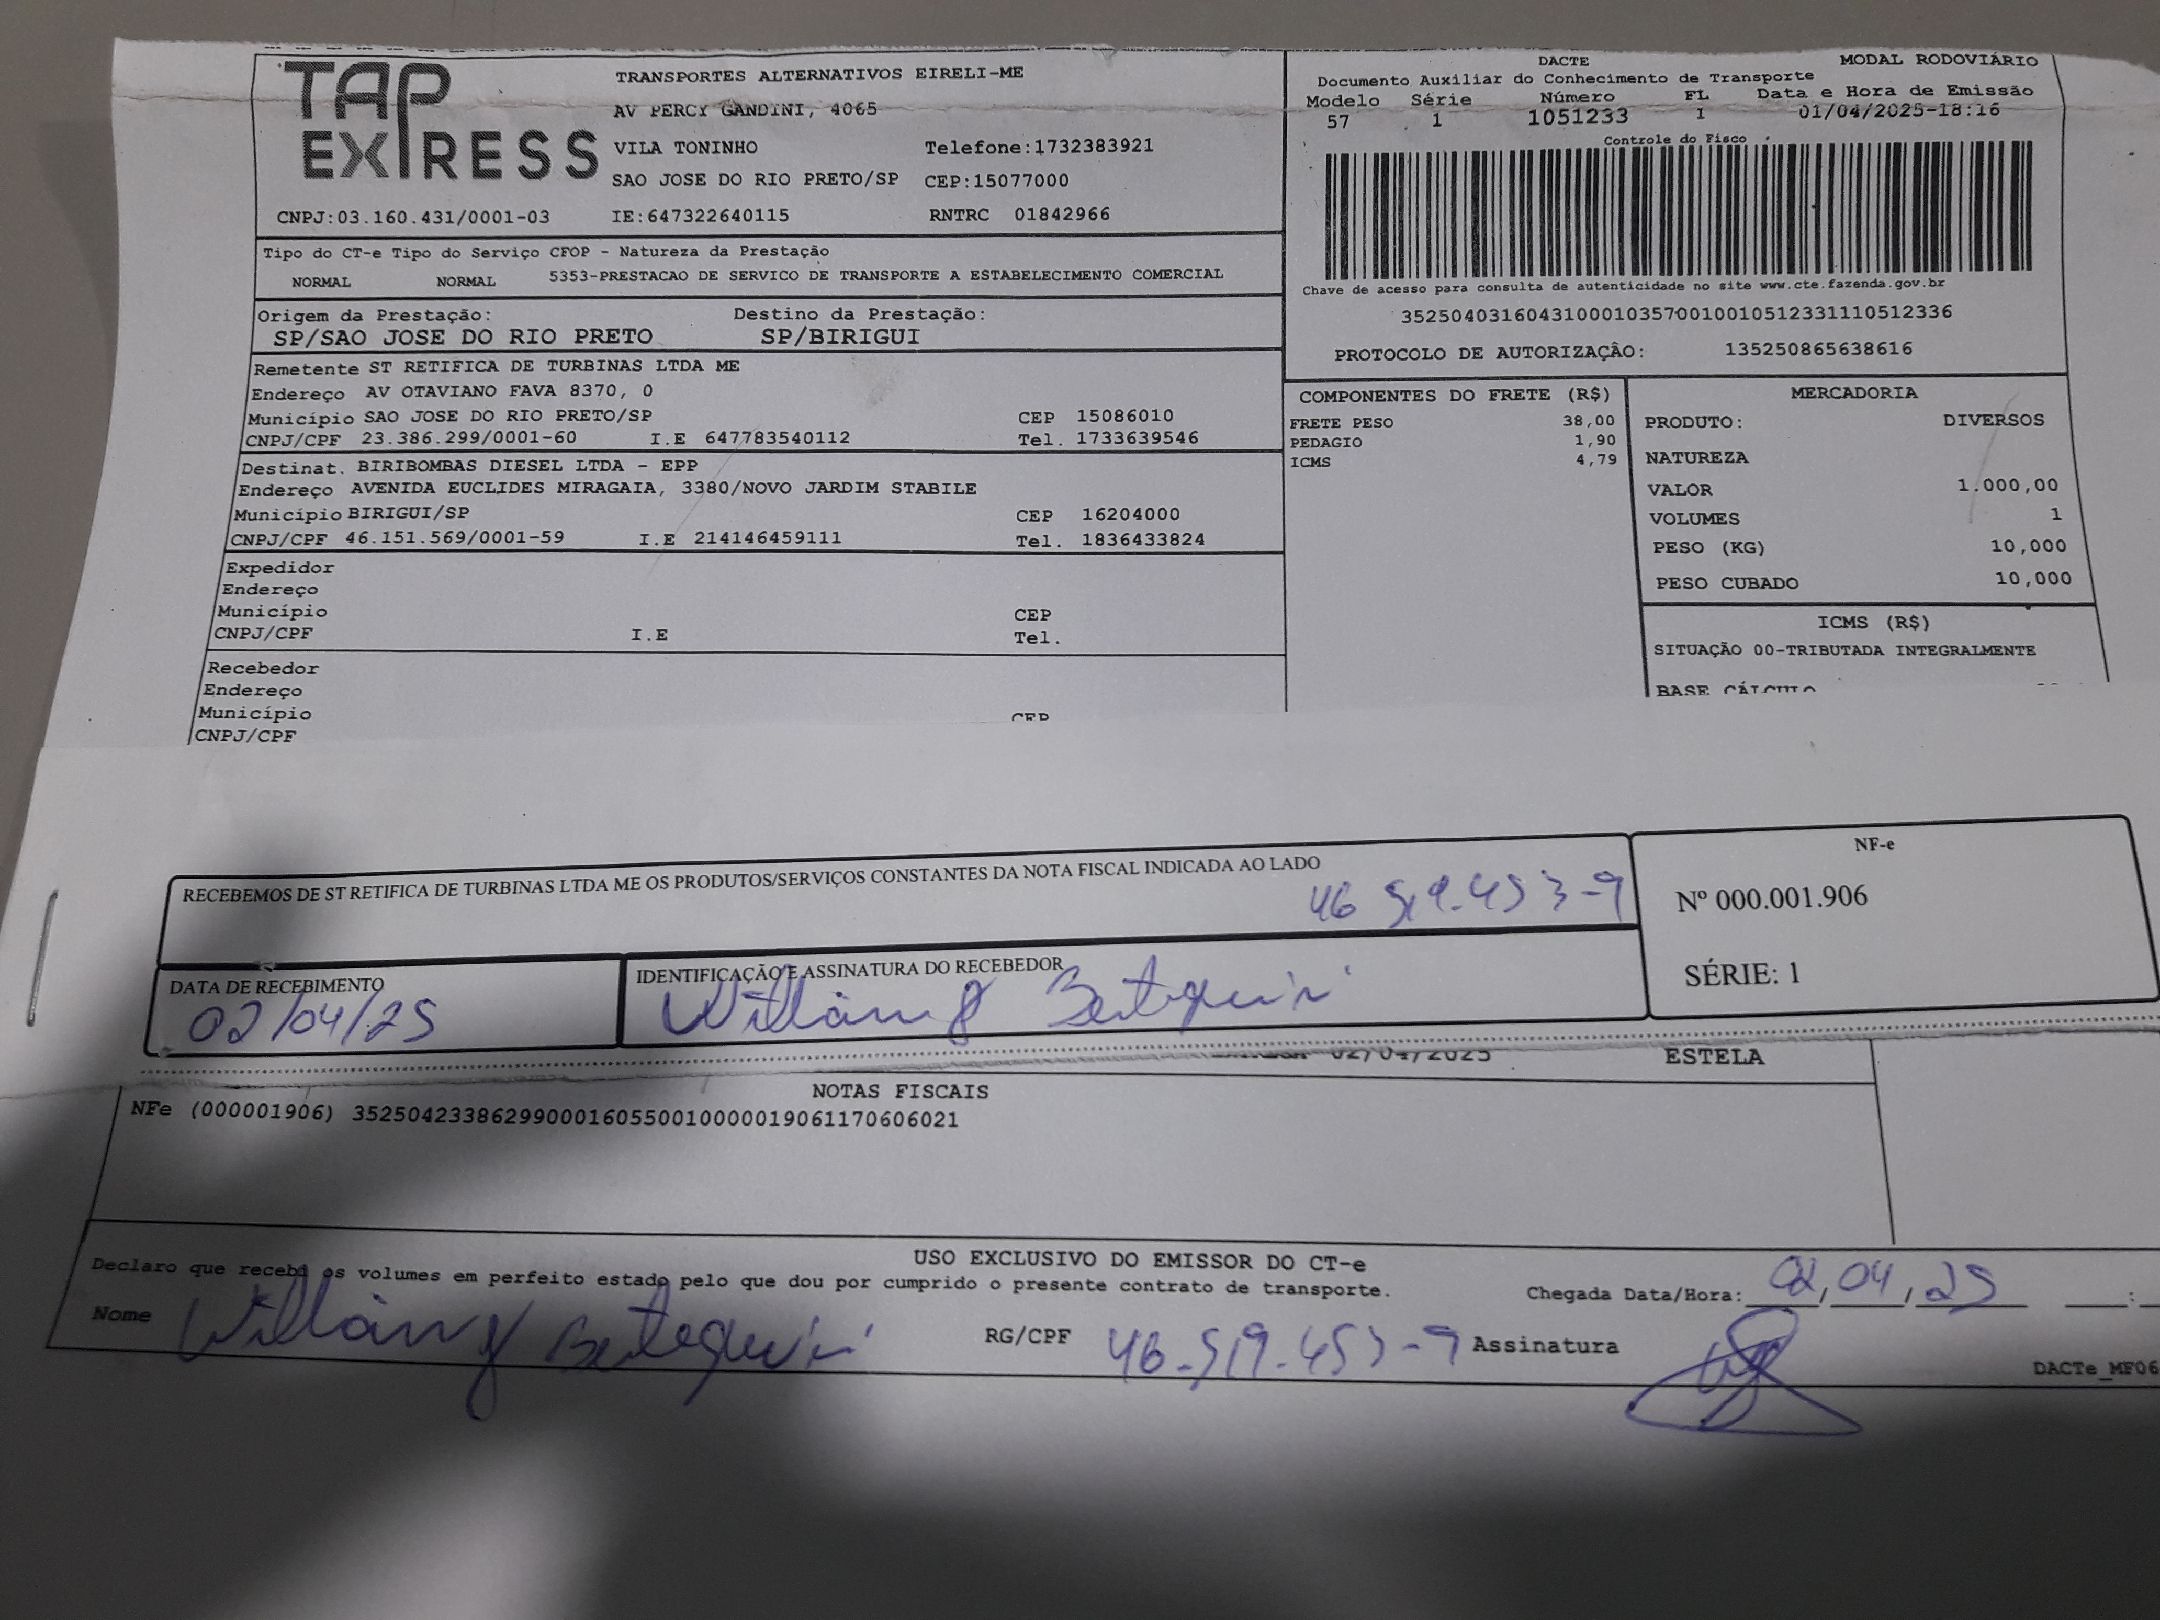 TAP EXPRESS
TRANSPORTES ALTERNATIVOS EIRELI-ME
AV PERCY GANDINI, 4065
VILA TONINHO Telefone:1732383921
SAO JOSE DO RIO PRETO/SP CEP:15077000
CNPJ:03.160.431/0001-03 IE:647322640115 RNTRC 01842966
DACTE MODAL RODOVIÁRIO
Documento Auxiliar do Conhecimento de Transporte
Modelo Série Número FL Data e Hora de Emissão
57 1 1051233 1 01/04/2025-18:16
Controle do Fisco
Chave de acesso para consulta de autenticidade no site www.cte.fazenda.gov.br
35250403160431000103570010010512331110512336
PROTOCOLO DE AUTORIZAÇÃO: 135250865638616
Tipo do CT-e Tipo do Serviço CFOP - Natureza da Prestação
NORMAL NORMAL 5353-PRESTACAO DE SERVICO DE TRANSPORTE A ESTABELECIMENTO COMERCIAL
Origem da Prestação: Destino da Prestação:
SP/SAO JOSE DO RIO PRETO SP/BIRIGUI
Remetente ST RETIFICA DE TURBINAS LTDA ME
Endereço AV OTAVIANO FAVA 8370, 0
Município SAO JOSE DO RIO PRETO/SP CEP 15086010
CNPJ/CPF 23.386.299/0001-60 I.E 647783540112 Tel. 1733639546
Destinat. BIRIBOMBAS DIESEL LTDA - EPP
Endereço AVENIDA EUCLIDES MIRAGAIA, 3380/NOVO JARDIM STABILE
Município BIRIGUI/SP CEP 16204000
CNPJ/CPF 46.151.569/0001-59 I.E 214146459111 Tel. 1836433824
Expedidor
Endereço
Município CEP
CNPJ/CPF I.E Tel.
Recebedor
Endereço
Município CEP
CNPJ/CPF
COMPONENTES DO FRETE (R$)
FRETE PESO 38,00
PEDAGIO 1,90
ICMS 4,79
MERCADORIA
PRODUTO: DIVERSOS
NATUREZA
VALOR 1.000,00
VOLUMES 1
PESO (KG) 10,000
PESO CUBADO 10,000
ICMS (R$)
SITUAÇÃO 00-TRIBUTADA INTEGRALMENTE
BASE CÁLCULO
RECEBEMOS DE ST RETIFICA DE TURBINAS LTDA ME OS PRODUTOS/SERVIÇOS CONSTANTES DA NOTA FISCAL INDICADA AO LADO
46 519.453-9
NF-e
Nº 000.001.906
SÉRIE: 1
DATA DE RECEBIMENTO
02/04/25
IDENTIFICAÇÃO E ASSINATURA DO RECEBEDOR
02/04/2025 ESTELA
NOTAS FISCAIS
NFe (000001906) 35250423386299000160550010000019061170606021
USO EXCLUSIVO DO EMISSOR DO CT-e
Declaro que recebi os volumes em perfeito estado pelo que dou por cumprido o presente contrato de transporte.
Chegada Data/Hora: 02/04/25 :
Nome
RG/CPF 46.519.453-9 Assinatura
DACTe_MF06